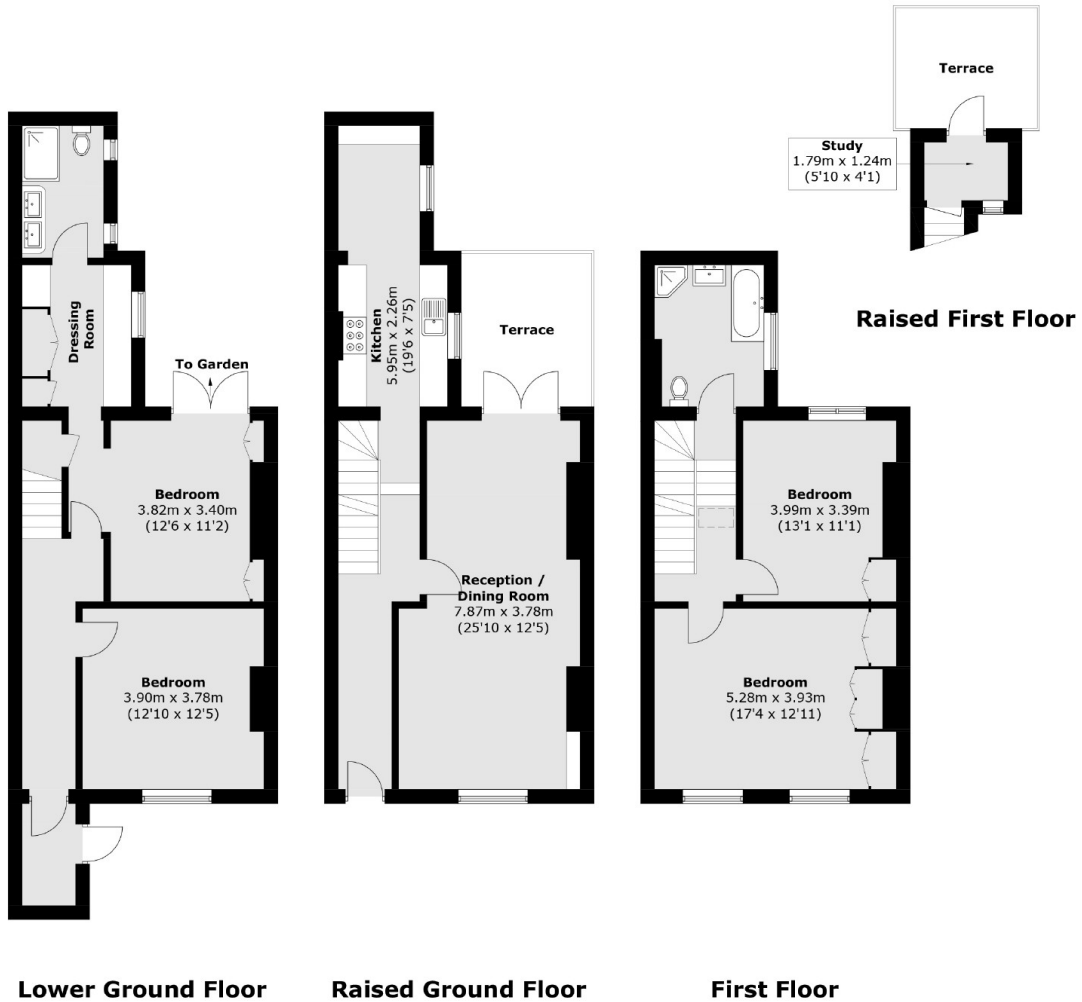 Terrace
Study
1.79m x 1.24m
(5'10 x 4'1)
Raised First Floor
Dressing
Room
To Garden
Bedroom
3.82m x 3.40m
(12'6 x 11'2)
Bedroom
3.90m x 3.78m
(12'10 x 12'5)
Lower Ground Floor
Kitchen
5.95m x 2.26m
(19'6 x 7'5)
Terrace
Reception /
Dining Room
7.87m x 3.78m
(25'10 x 12'5)
Raised Ground Floor
Bedroom
3.99m x 3.39m
(13'1 x 11'1)
Bedroom
5.28m x 3.93m
(17'4 x 12'11)
First Floor